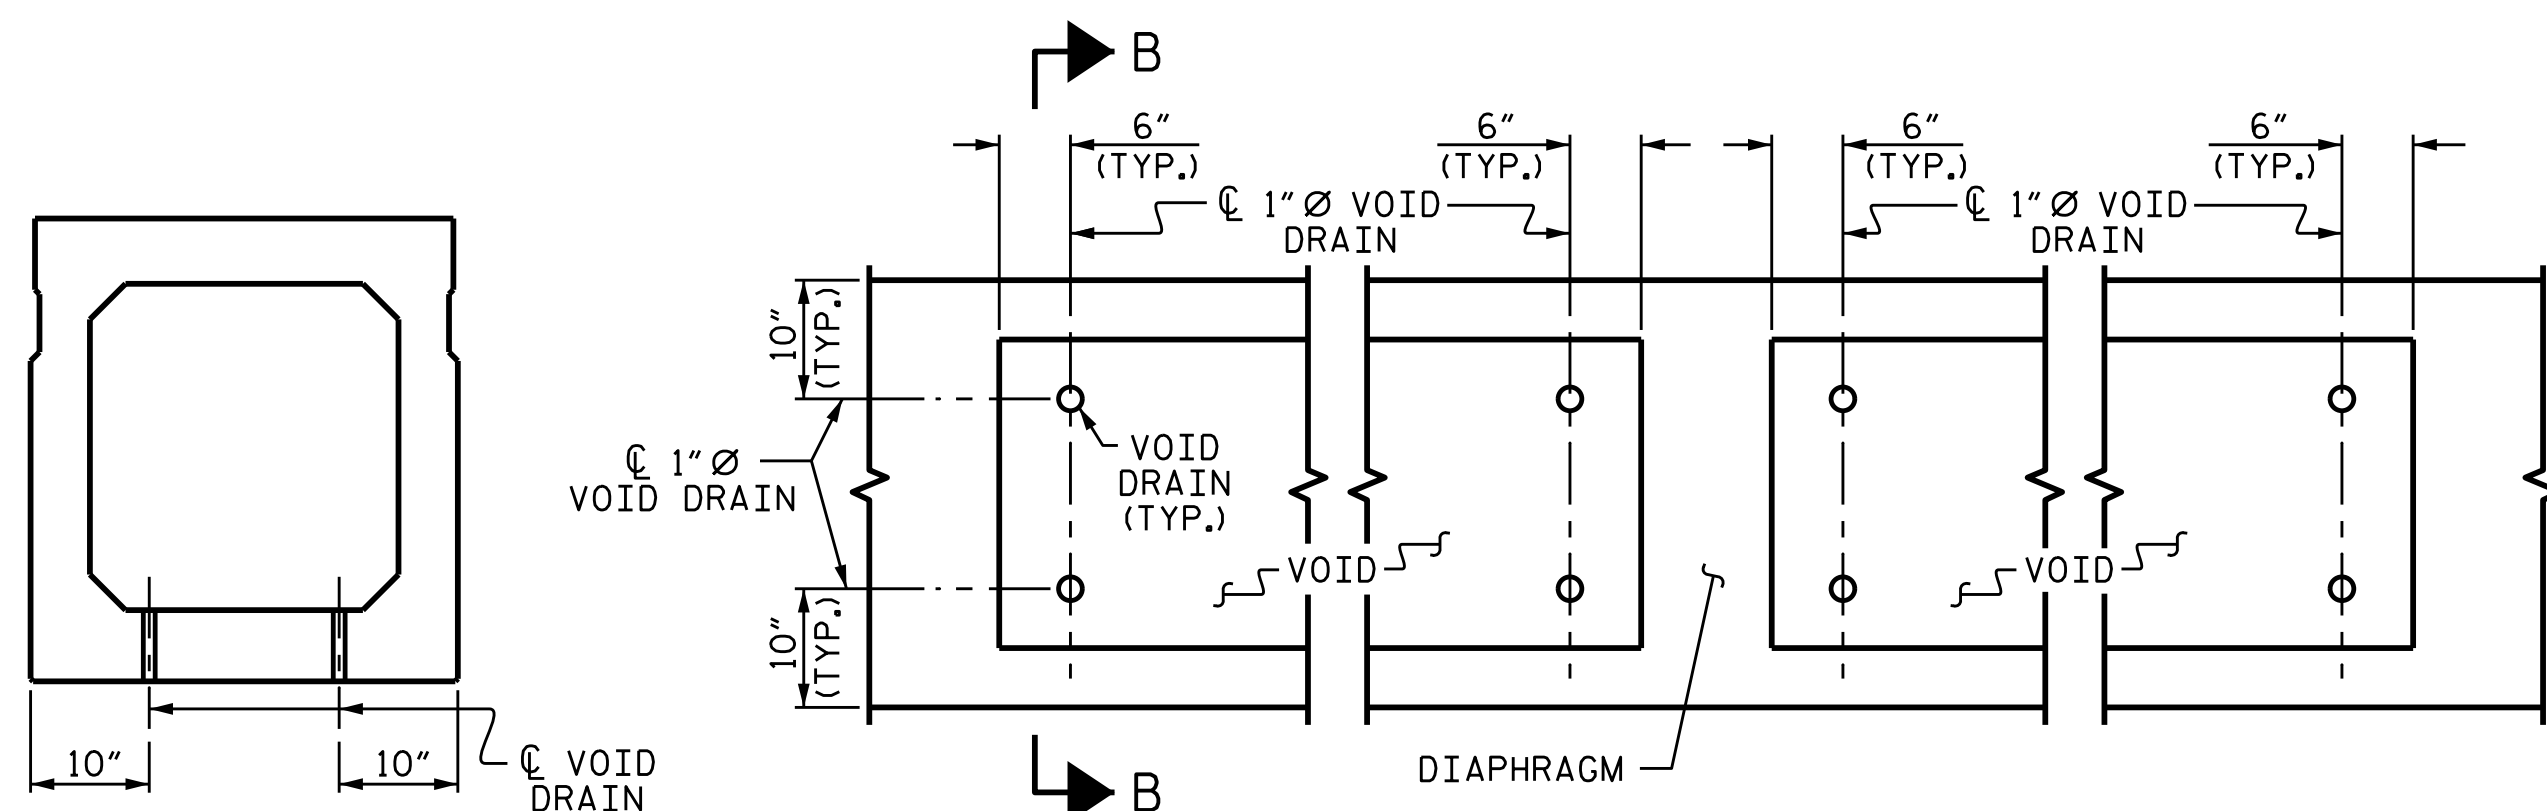 B
6" 6" 6" 6"
(TYP.) (TYP.) (TYP.) (TYP.)
℄ 1"Ø VOID
DRAIN
℄ 1"Ø VOID
DRAIN
10"
(TYP.)
℄ 1"Ø
VOID DRAIN
VOID
DRAIN
(TYP.)
VOID
VOID
10"
(TYP.)
10"
10"
℄ VOID
DRAIN
DIAPHRAGM
B